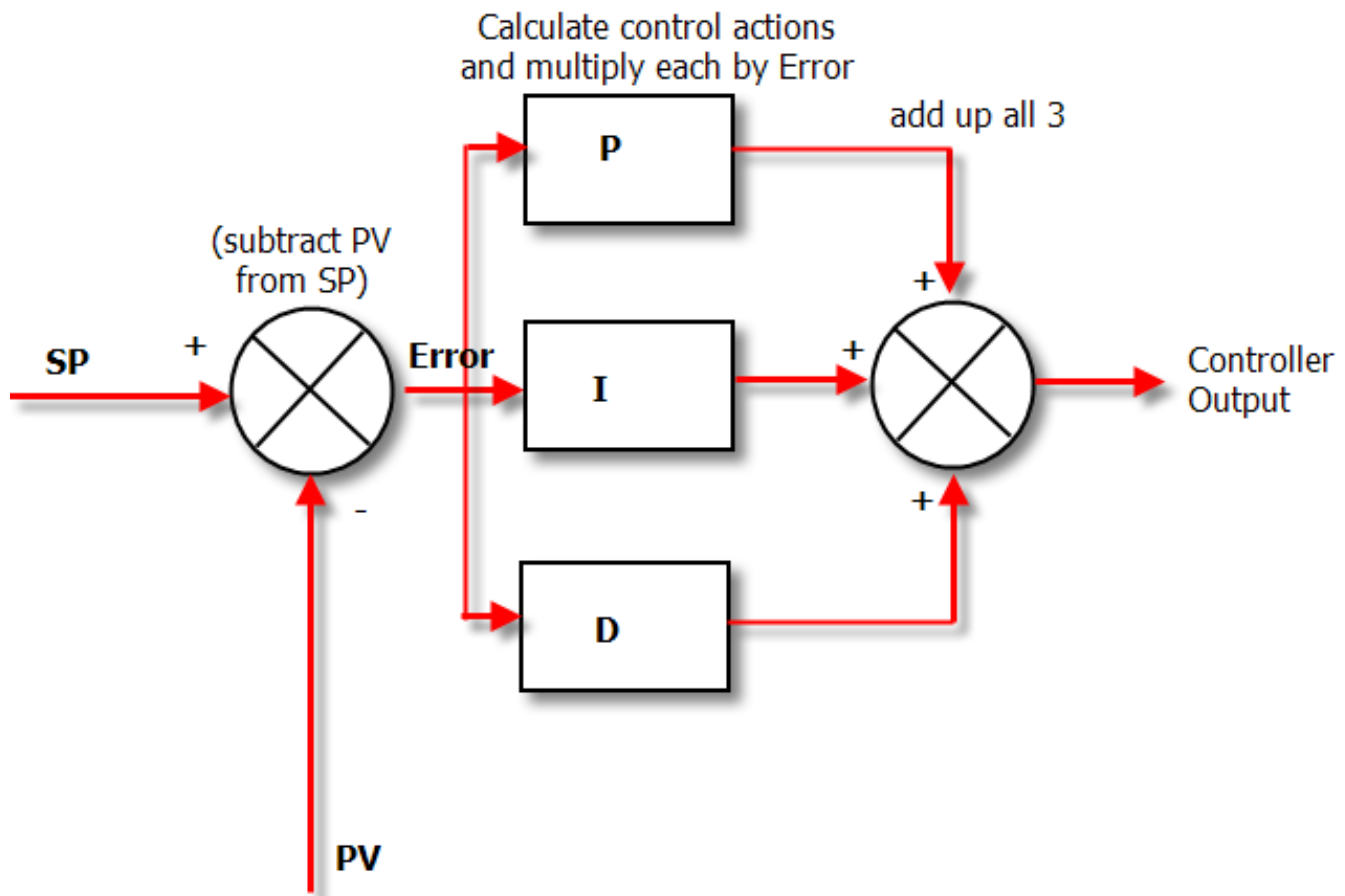 Calculate control actions
and multiply each by Error
add up all 3
P
(subtract PV
from SP)
+
SP
+
Error
+
I
Controller
Output
-
+
D
PV